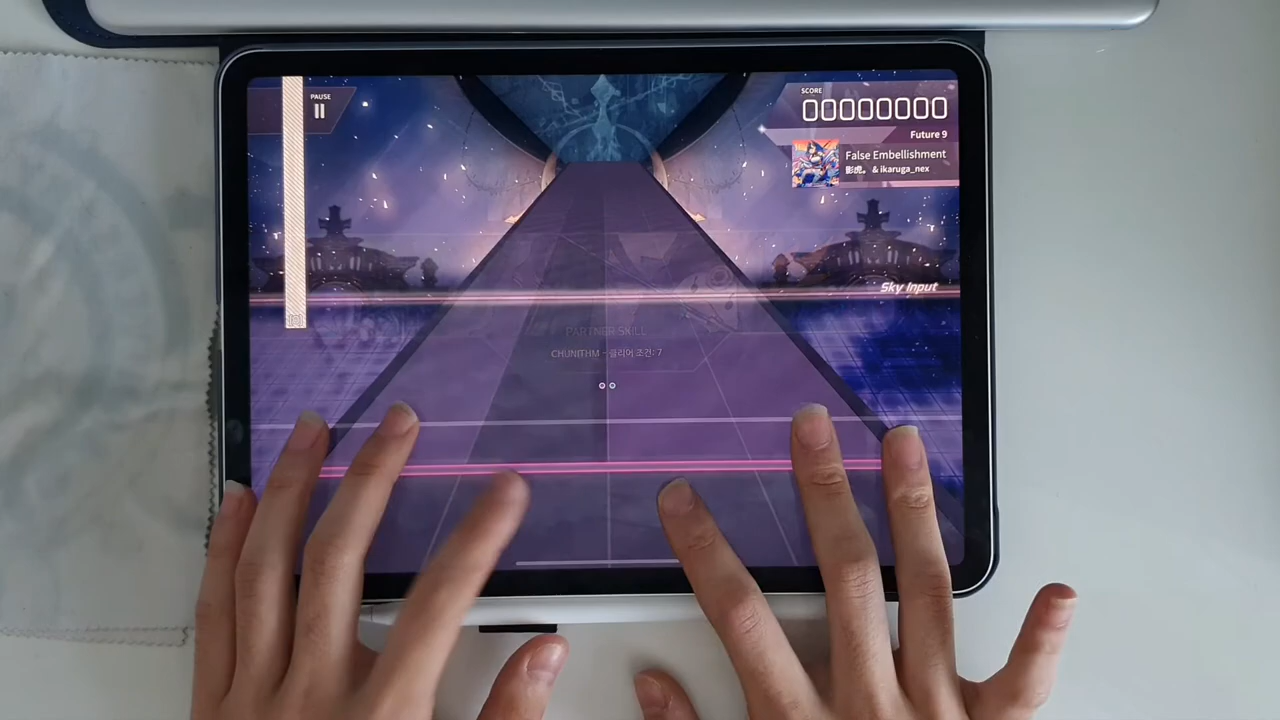 PAUSE
SCORE
00000000
Future 9
False Embellishment
影虎。 & ikaruga_nex
Sky Input
PARTNER SKILL
CHUNITHM - 클리어 조건: 7